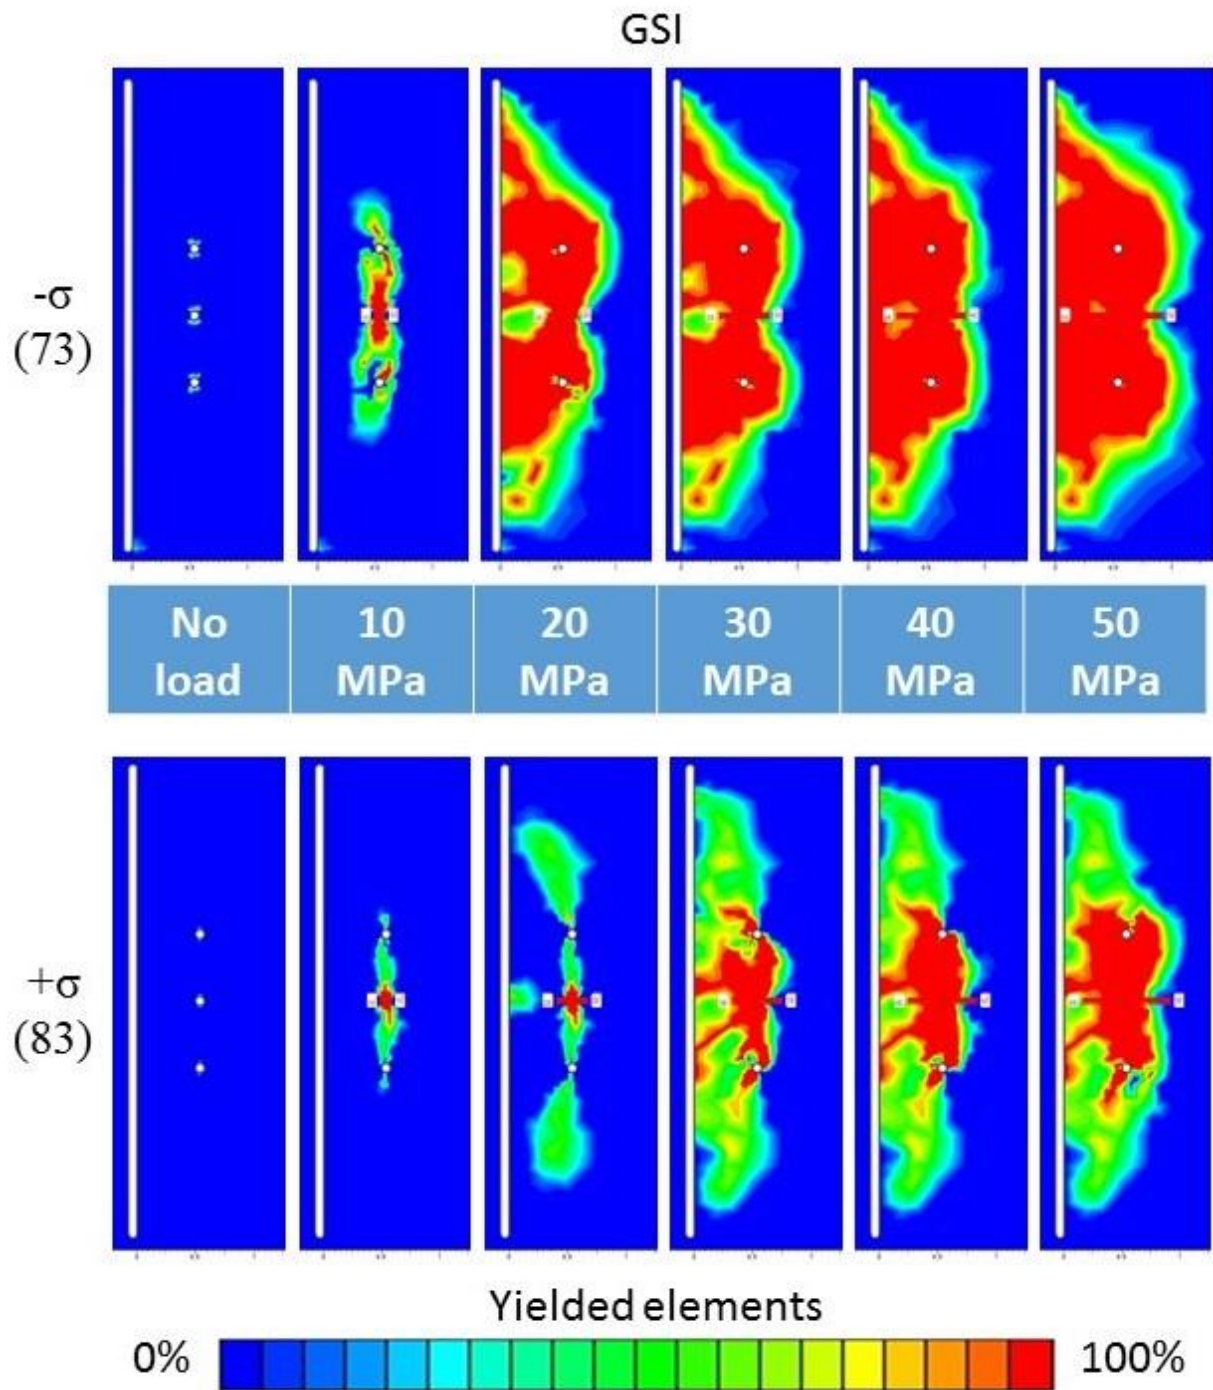 GSI
-σ
(73)
No load
10 MPa
20 MPa
30 MPa
40 MPa
50 MPa
+σ
(83)
Yielded elements
0%
100%